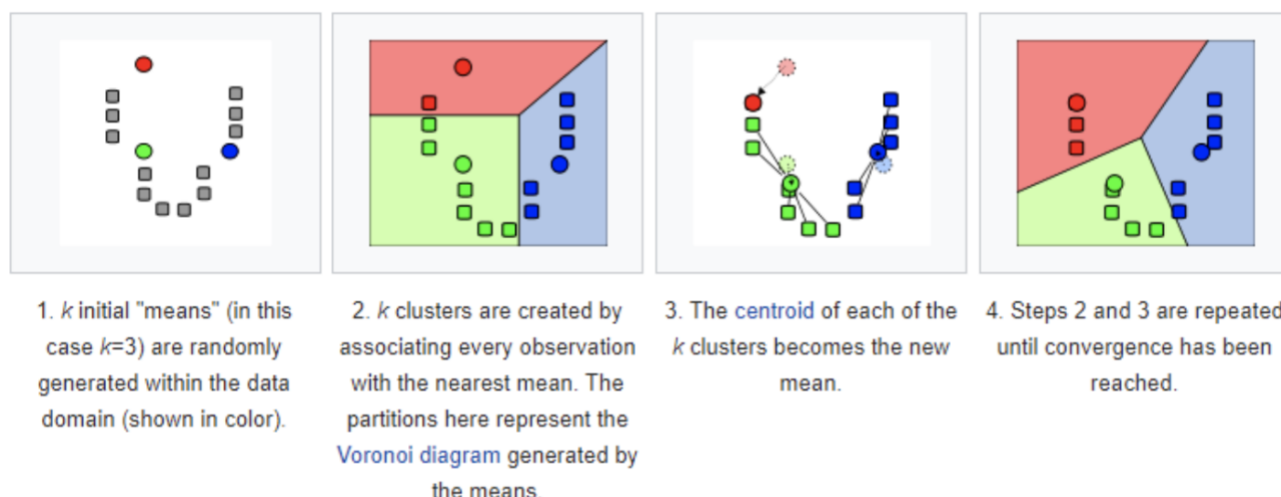 1. k initial "means" (in this
case k=3) are randomly
generated within the data
domain (shown in color).
2. k clusters are created by
associating every observation
with the nearest mean. The
partitions here represent the
Voronoi diagram generated by
the means.
3. The centroid of each of the
k clusters becomes the new
mean.
4. Steps 2 and 3 are repeated
until convergence has been
reached.